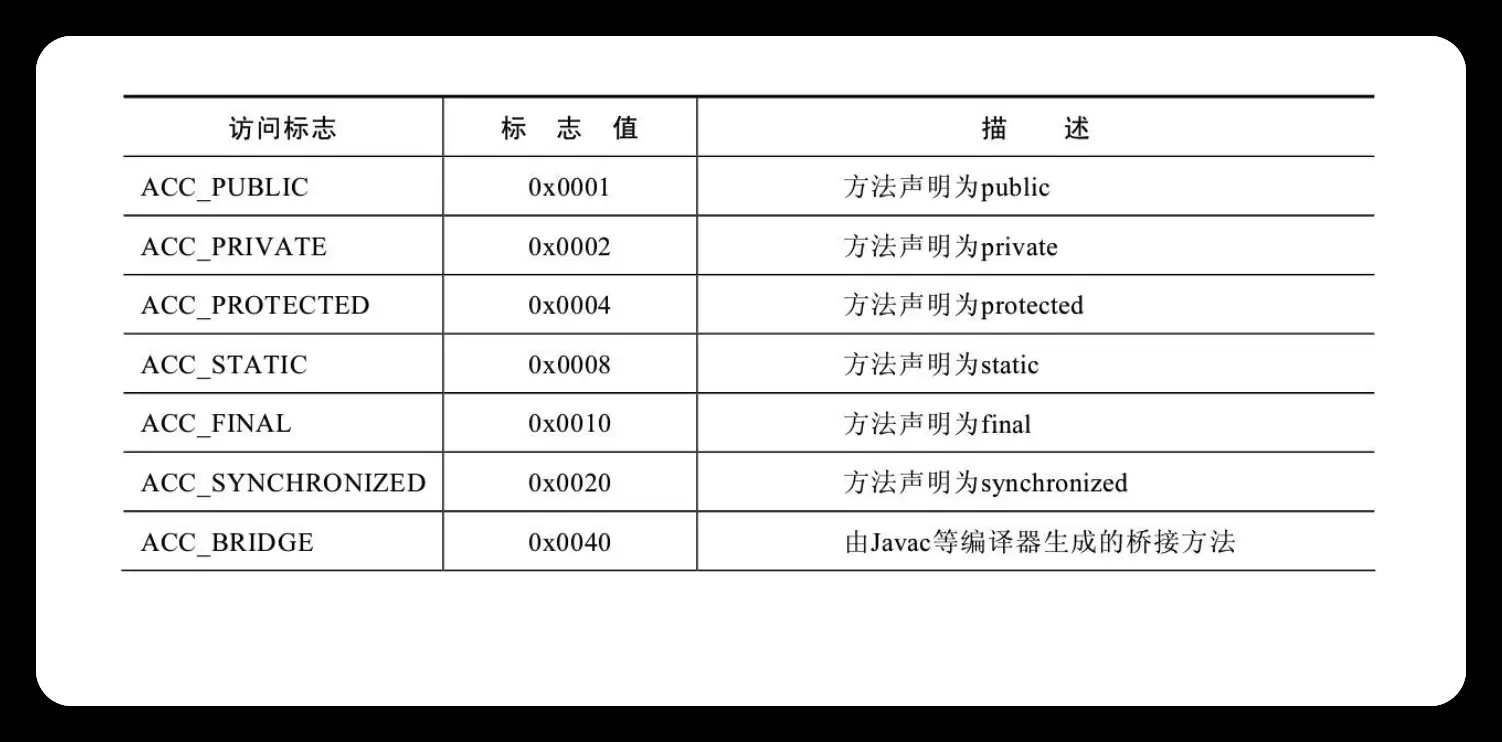 访问标志 标 志 值 描 述
ACC_PUBLIC 0x0001 方法声明为public
ACC_PRIVATE 0x0002 方法声明为private
ACC_PROTECTED 0x0004 方法声明为protected
ACC_STATIC 0x0008 方法声明为static
ACC_FINAL 0x0010 方法声明为final
ACC_SYNCHRONIZED 0x0020 方法声明为synchronized
ACC_BRIDGE 0x0040 由Javac等编译器生成的桥接方法